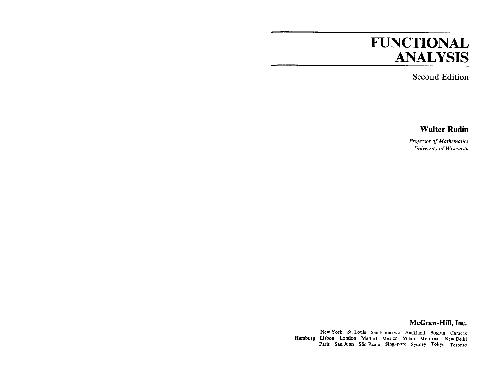 FUNCTIONAL
ANALYSIS
Second Edition
Walter Rudin
Professor of Mathematics
University of Wisconsin
McGraw-Hill, Inc.
New York St. Louis San Francisco Auckland Bogotá Caracas
Hamburg Lisbon London Madrid Mexico Milan Montreal New Delhi
Paris San Juan São Paulo Singapore Sydney Tokyo Toronto